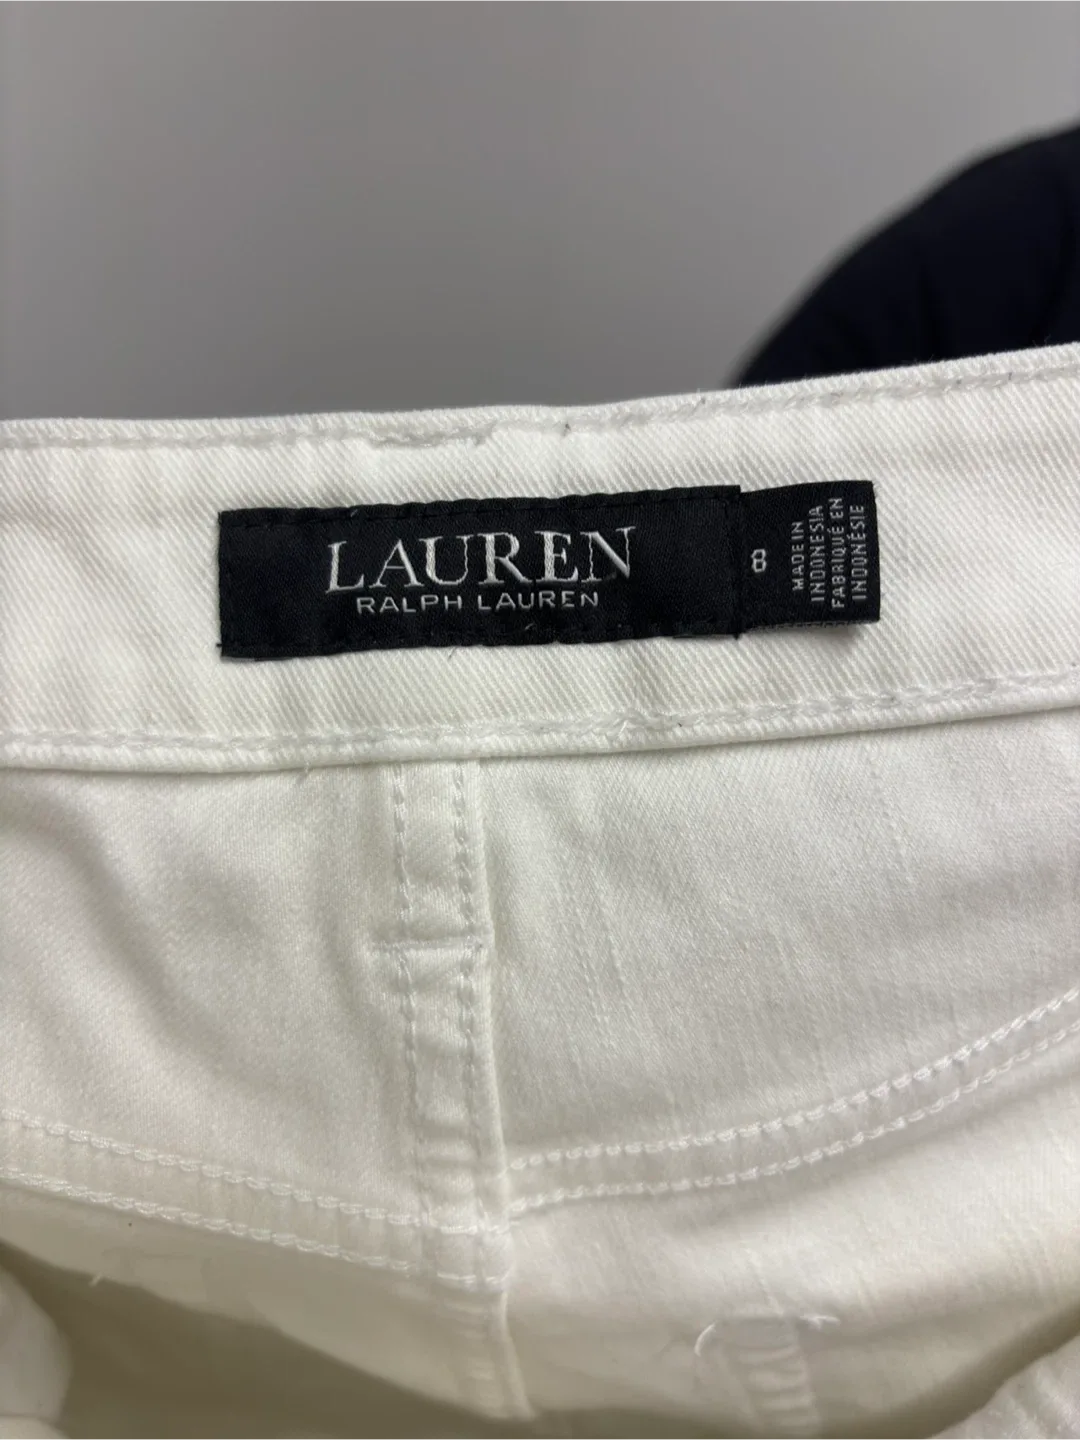 LAUREN
RALPH LAUREN
8
MADE IN
INDONESIA
FABRIQUÉ EN
INDONÉSIE